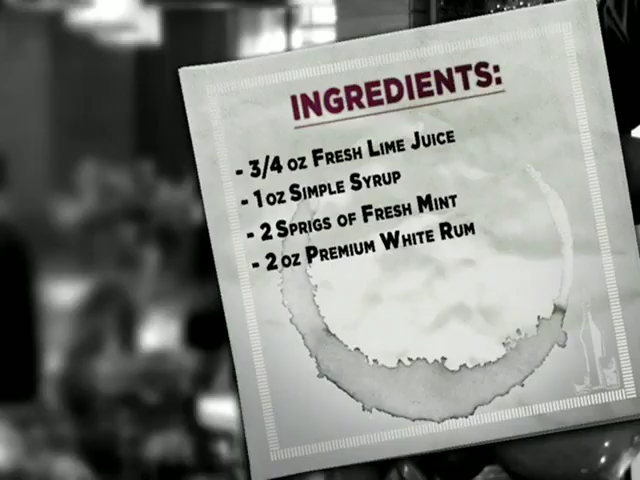 INGREDIENTS:
- 3/4 oz Fresh Lime Juice
- 1 oz Simple Syrup
- 2 Sprigs of Fresh Mint
- 2 oz Premium White Rum